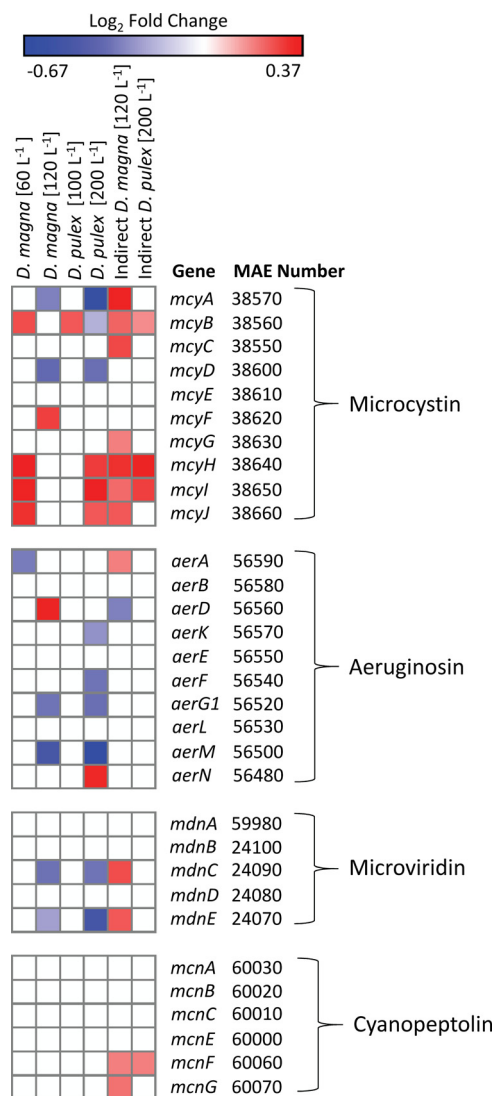 Log2 Fold Change
-0.67 0.37
D. magna [60 L-1 ]
D. magna [120 L-1]
D. pulex [100 L-1]
D. pulex [200 L-1]
Indirect D. magna [120 L-1]
Indirect D. pulex [200 L-1]
Gene MAE Number
mcyA 38570
mcyB 38560
mcyC 38550
mcyD 38600
mcyE 38610
mcyF 38620
mcyG 38630
mcyH 38640
mcyI 38650
mcyJ 38660
Microcystin
aerA 56590
aerB 56580
aerD 56560
aerK 56570
aerE 56550
aerF 56540
aerG1 56520
aerL 56530
aerM 56500
aerN 56480
Aeruginosin
mdnA 59980
mdnB 24100
mdnC 24090
mdnD 24080
mdnE 24070
Microviridin
mcnA 60030
mcnB 60020
mcnC 60010
mcnE 60000
mcnF 60060
mcnG 60070
Cyanopeptolin